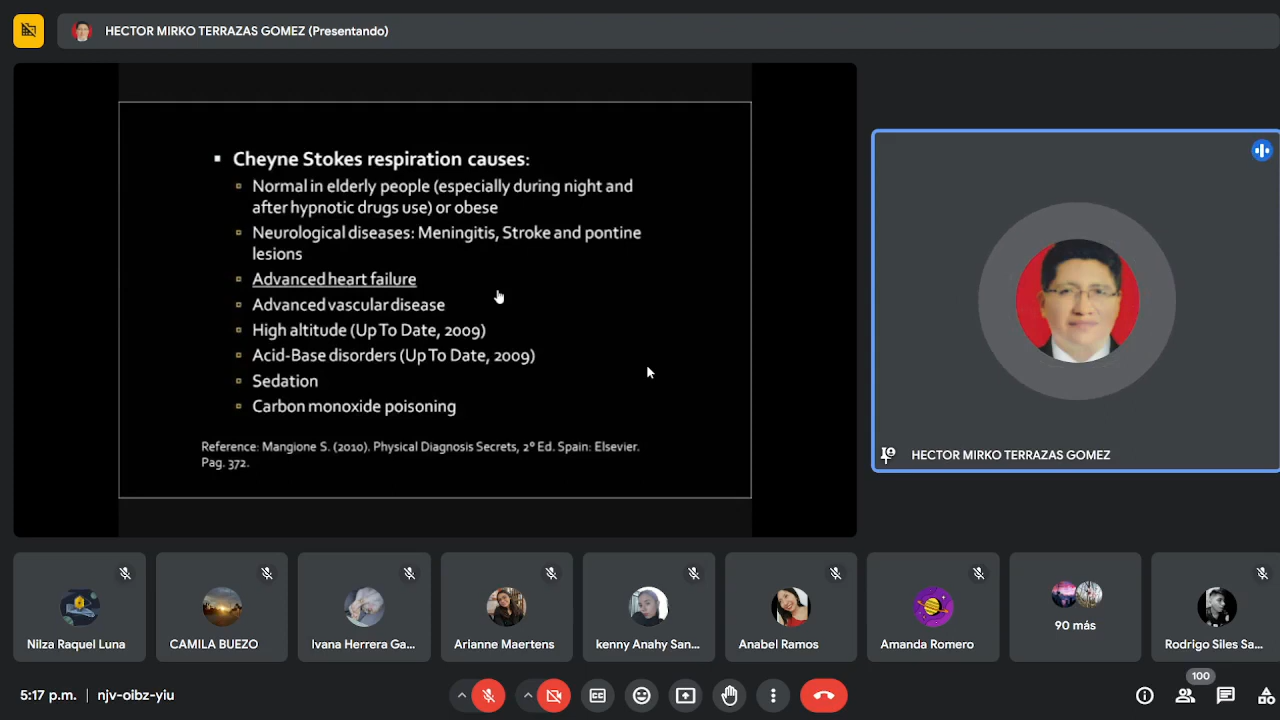 HECTOR MIRKO TERRAZAS GOMEZ (Presentando)
Cheyne Stokes respiration causes:
Normal in elderly people (especially during night and
after hypnotic drugs use) or obese
Neurological diseases: Meningitis, Stroke and pontine
lesions
Advanced heart failure
Advanced vascular disease
High altitude (Up To Date, 2009)
Acid-Base disorders (Up To Date, 2009)
Sedation
Carbon monoxide poisoning
Reference: Mangione S. (2010). Physical Diagnosis Secrets, 2º Ed. Spain: Elsevier.
Pag. 372.
HECTOR MIRKO TERRAZAS GOMEZ
Nilza Raquel Luna
CAMILA BUEZO
Ivana Herrera Ga...
Arianne Maertens
kenny Anahy San...
Anabel Ramos
Amanda Romero
90 más
Rodrigo Siles Sa...
5:17 p.m. | njv-oibz-yiu
100